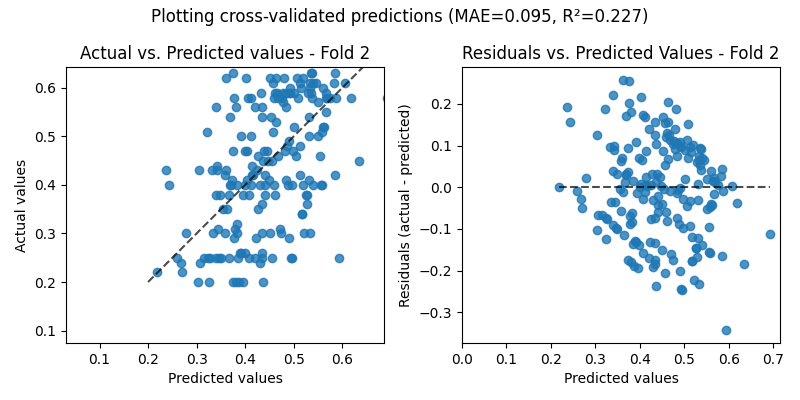 Plotting cross-validated predictions (MAE=0.095, R²=0.227)
Actual vs. Predicted values - Fold 2
Residuals vs. Predicted Values - Fold 2
Actual values
0.6
0.5
0.4
0.3
0.2
0.1
0.1 0.2 0.3 0.4 0.5 0.6
Predicted values
Residuals (actual - predicted)
0.2
0.1
0.0
−0.1
−0.2
−0.3
0.0 0.1 0.2 0.3 0.4 0.5 0.6 0.7
Predicted values